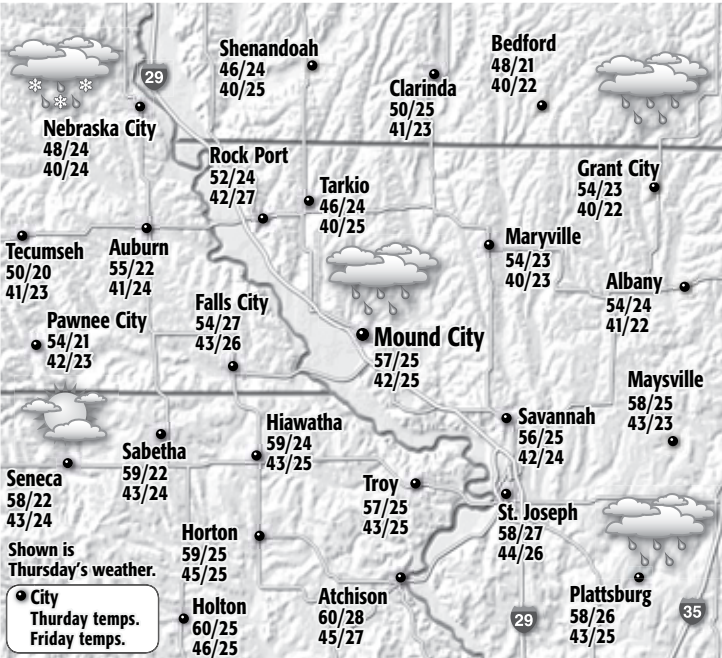 Shenandoah
46/24
40/25
Bedford
48/21
40/22
29
Clarinda
50/25
41/23
Nebraska City
48/24
40/24
Rock Port
52/24
42/27
Tarkio
46/24
40/25
Grant City
54/23
40/22
Tecumseh
50/20
41/23
Auburn
55/22
41/24
Maryville
54/23
40/23
Albany
54/24
41/22
Falls City
54/27
43/26
Pawnee City
54/21
42/23
Mound City
57/25
42/25
Maysville
58/25
43/23
Savannah
56/25
42/24
Hiawatha
59/24
43/25
Sabetha
59/22
43/24
Seneca
58/22
43/24
Troy
57/25
43/25
St. Joseph
58/27
44/26
Horton
59/25
45/25
Shown is
Thursday's weather.
City
Thurday temps.
Friday temps.
Holton
60/25
46/25
Atchison
60/28
45/27
29
Plattsburg
58/26
43/25
35